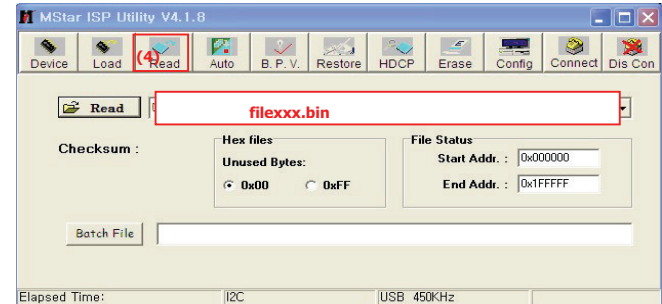 MStar ISP Utility V4.1.8
Device Load (4) Read Auto B. P. V. Restore HDCP Erase Config Connect Dis Con
Read filexxx.bin
Checksum :
Hex files
Unused Bytes:
0x00 0xFF
File Status
Start Addr. : 0x000000
End Addr. : 0x1FFFFF
Batch File
Elapsed Time: I2C USB 450KHz